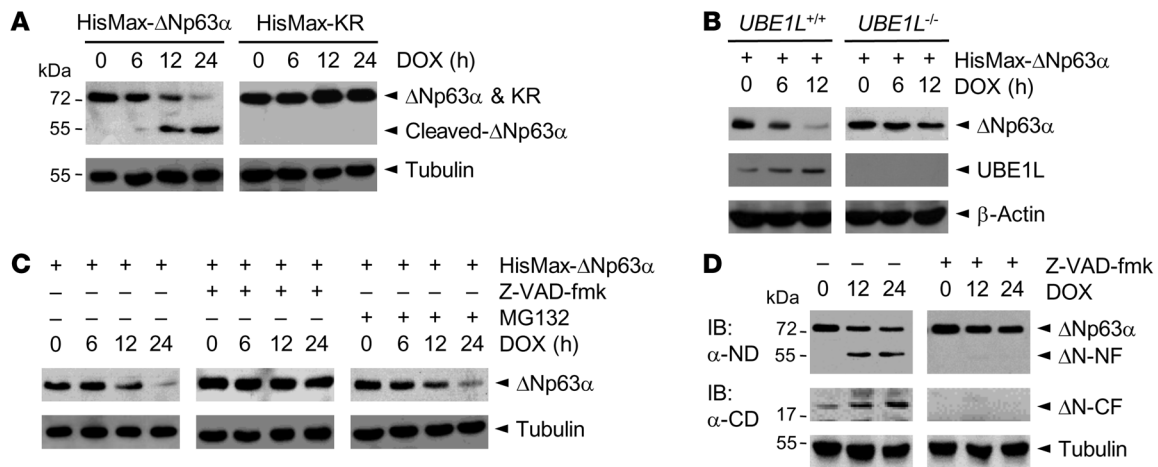 A
HisMax-ΔNp63α HisMax-KR
0 6 12 24 0 6 12 24 DOX (h)
kDa
72 ΔNp63α & KR
55 Cleaved-ΔNp63α
55 Tubulin
B
UBE1L+/+ UBE1L-/-
+ + + + + + HisMax-ΔNp63α
0 6 12 0 6 12 DOX (h)
ΔNp63α
UBE1L
β-Actin
C
+ + + + + + + + + + + + HisMax-ΔNp63α
– – – – + + + + – – – – Z-VAD-fmk
– – – – – – – – + + + + MG132
0 6 12 24 0 6 12 24 0 6 12 24 DOX (h)
ΔNp63α
Tubulin
D
– – – + + + Z-VAD-fmk
kDa 0 12 24 0 12 24 DOX
IB: 72 ΔNp63α
α-ND 55 ΔN-NF
IB:
α-CD 17 ΔN-CF
55 Tubulin